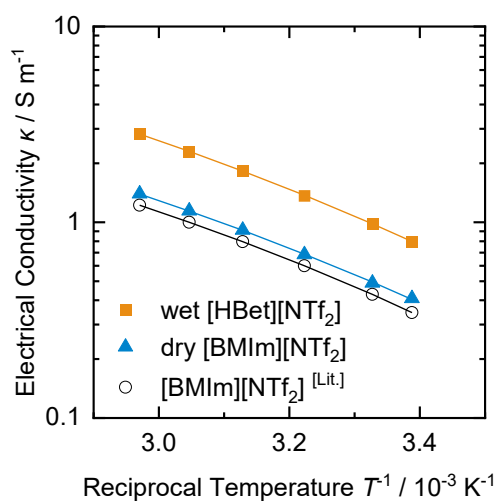 Electrical Conductivity κ / S m⁻¹
10
1
0.1
wet [HBet][NTf₂]
dry [BMIm][NTf₂]
[BMIm][NTf₂] [Lit.]
3.0 3.2 3.4
Reciprocal Temperature T⁻¹ / 10⁻³ K⁻¹